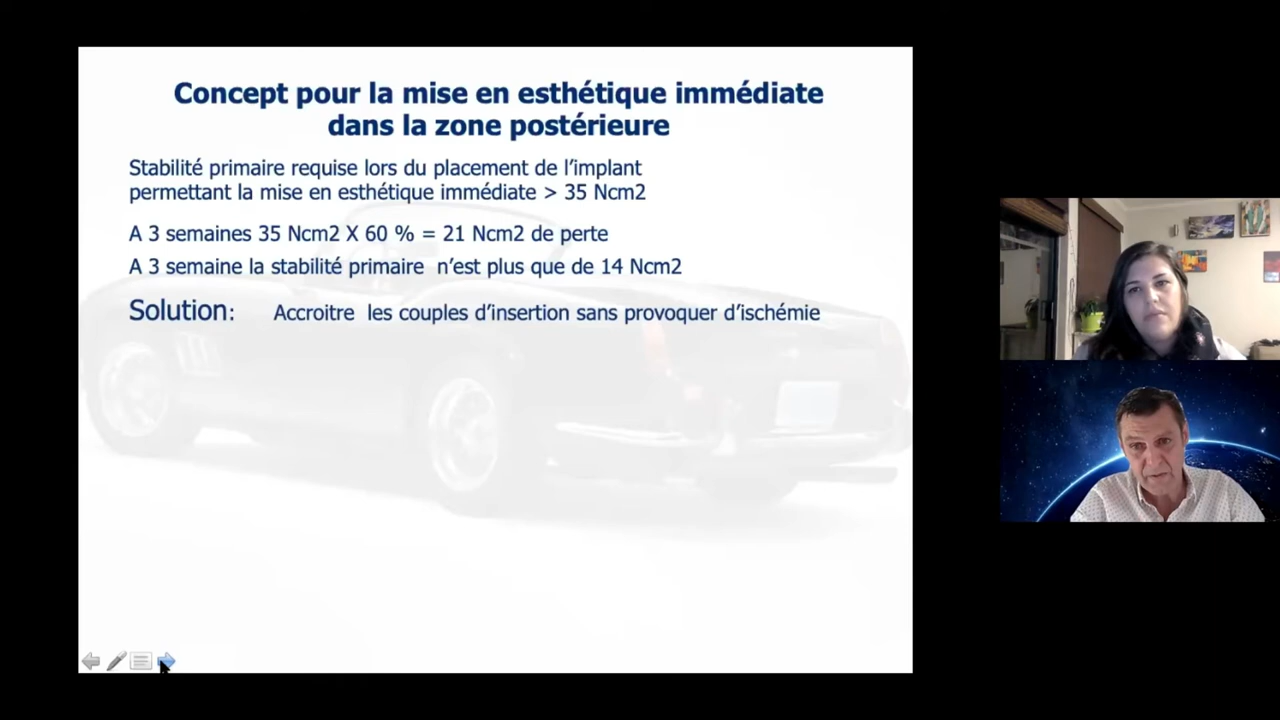 Concept pour la mise en esthétique immédiate
dans la zone postérieure
Stabilité primaire requise lors du placement de l'implant
permettant la mise en esthétique immédiate > 35 Ncm2
A 3 semaines 35 Ncm2 X 60 % = 21 Ncm2 de perte
A 3 semaine la stabilité primaire  n'est plus que de 14 Ncm2
Solution: Accroitre  les couples d'insertion sans provoquer d'ischémie